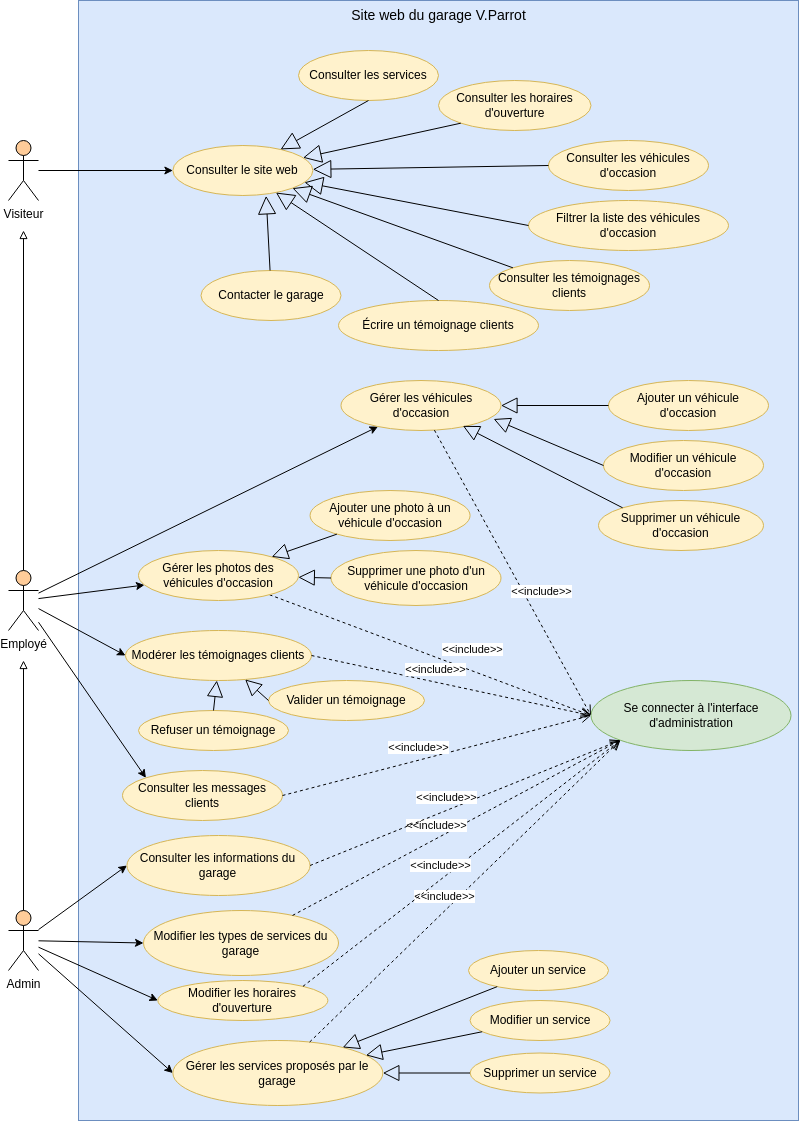 Site web du garage V.Parrot
Consulter les services
Consulter les horaires
d'ouverture
Consulter le site web
Consulter les véhicules
d'occasion
Visiteur
Filtrer la liste des véhicules
d'occasion
Consulter les témoignages
clients
Contacter le garage
Écrire un témoignage clients
Gérer les véhicules
d'occasion
Ajouter un véhicule
d'occasion
Modifier un véhicule
d'occasion
Supprimer un véhicule
d'occasion
Ajouter une photo à un
véhicule d'occasion
Gérer les photos des
véhicules d'occasion
Supprimer une photo d'un
véhicule d'occasion
<<include>>
Employé
Modérer les témoignages clients
<<include>>
<<include>>
Valider un témoignage
Refuser un témoignage
Se connecter à l'interface
d'administration
<<include>>
Consulter les messages
clients
<<include>>
<<include>>
Consulter les informations du
garage
<<include>>
<<include>>
Modifier les types de services du
garage
Admin
Modifier les horaires
d'ouverture
Ajouter un service
Modifier un service
Gérer les services proposés par le
garage
Supprimer un service